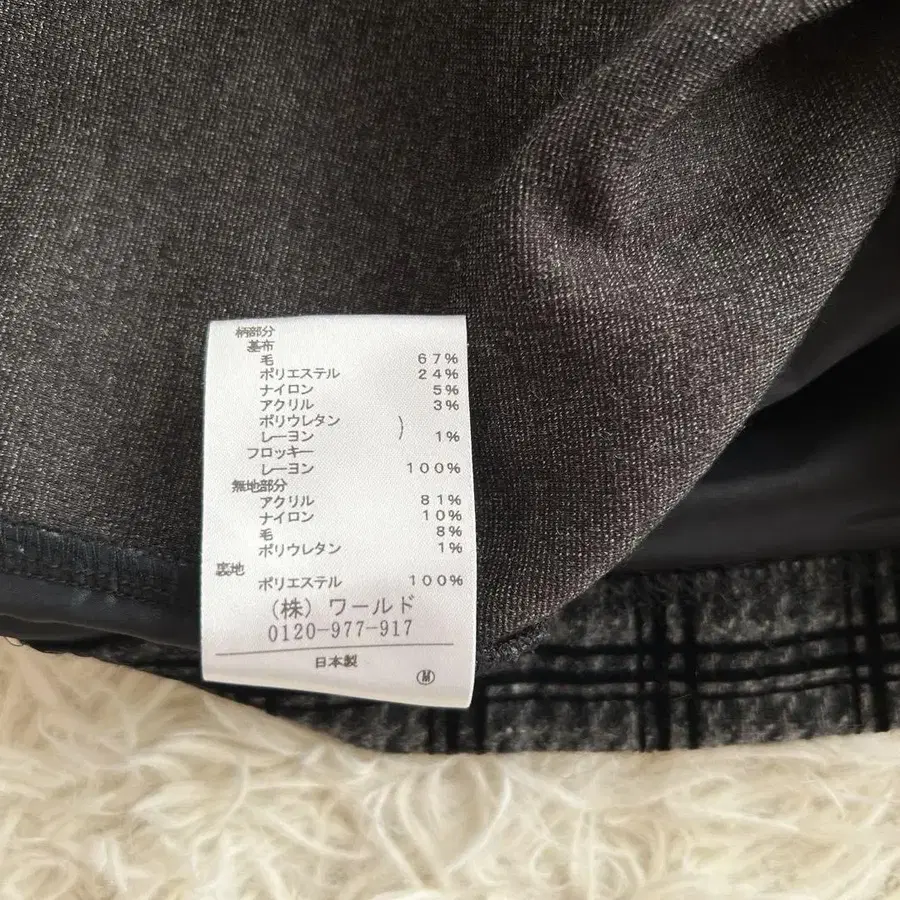 柄部分
基布
毛 67%
ポリエステル 24%
ナイロン 5%
アクリル 3%
ポリウレタン
レーヨン ) 1%
フロッキー
レーヨン 100%
無地部分
アクリル 81%
ナイロン 10%
毛 8%
ポリウレタン 1%
裏地
ポリエステル 100%
(株) ワールド
0120-977-917
日本製
Ⓜ